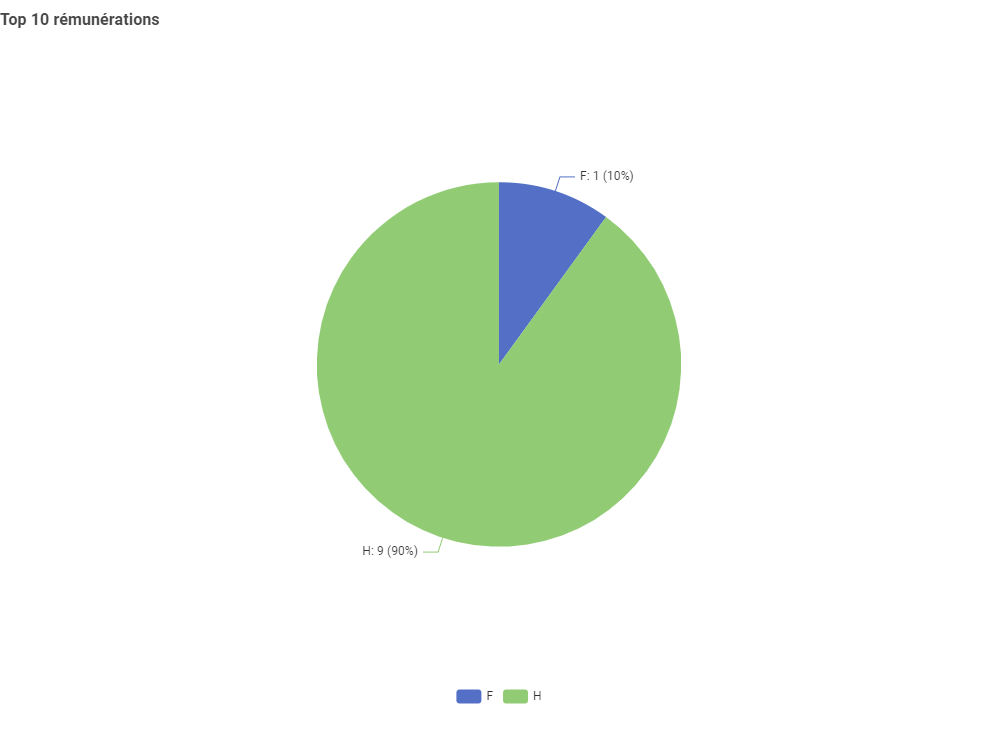 Top 10 rémunérations
F: 1 (10%)
H: 9 (90%)
F H